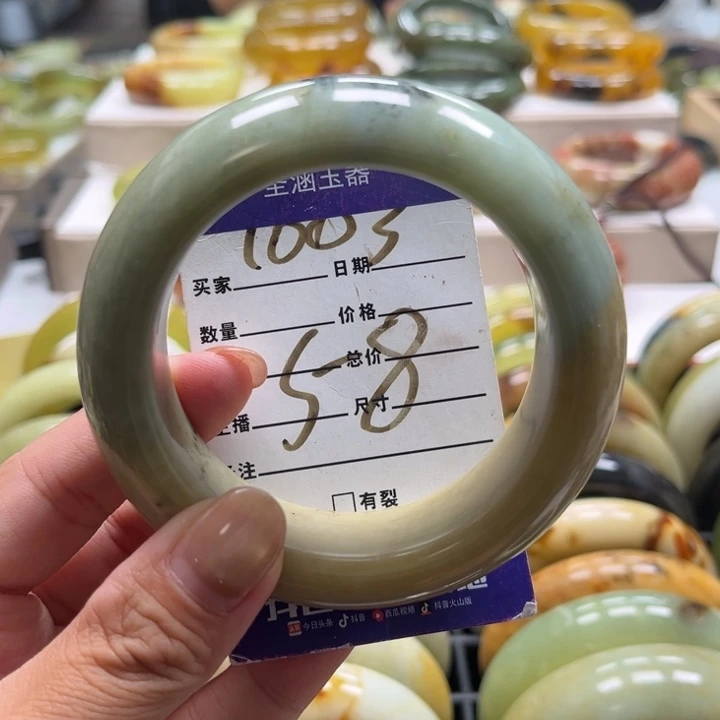 涵玉器
1003
买家 日期
数量 价格
总价
58
播 尺寸
注
□有裂
今日头条 抖音 西瓜视频 抖音火山版